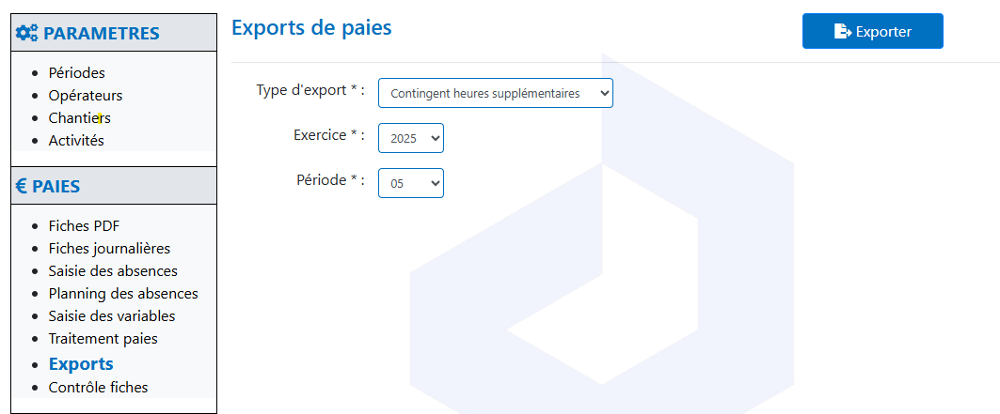 PARAMETRES
Périodes
Opérateurs
Chantiers
Activités
€ PAIES
Fiches PDF
Fiches journalières
Saisie des absences
Planning des absences
Saisie des variables
Traitement paies
Exports
Contrôle fiches
Exports de paies
Exporter
Type d'export * : Contingent heures supplémentaires
Exercice * : 2025
Période * : 05